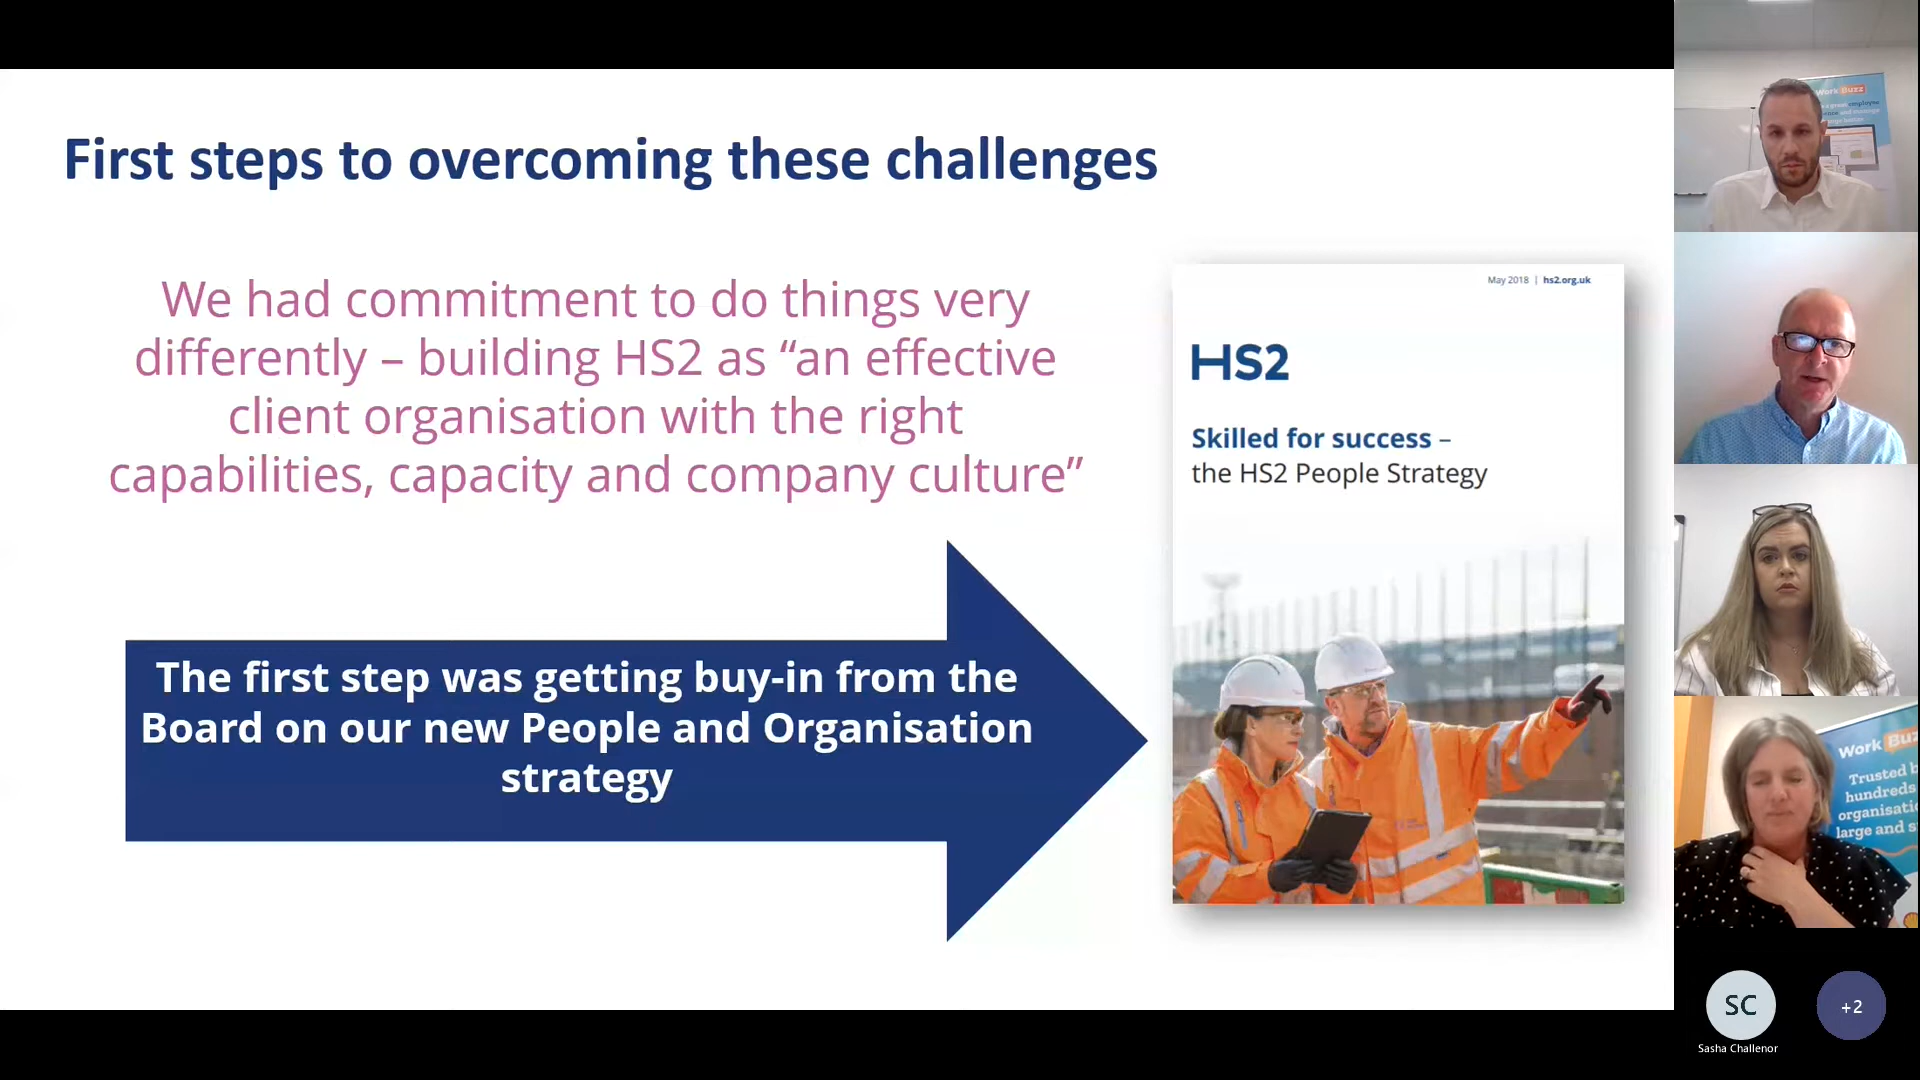 First steps to overcoming these challenges
We had commitment to do things very
differently – building HS2 as “an effective
client organisation with the right
capabilities, capacity and company culture”
The first step was getting buy-in from the
Board on our new People and Organisation
strategy
May 2018 | hs2.org.uk
HS2
Skilled for success –
the HS2 People Strategy
Work Buzz
employee
Work Buzz
Trusted
hundreds
large and
SC
Sasha Challenor
+2